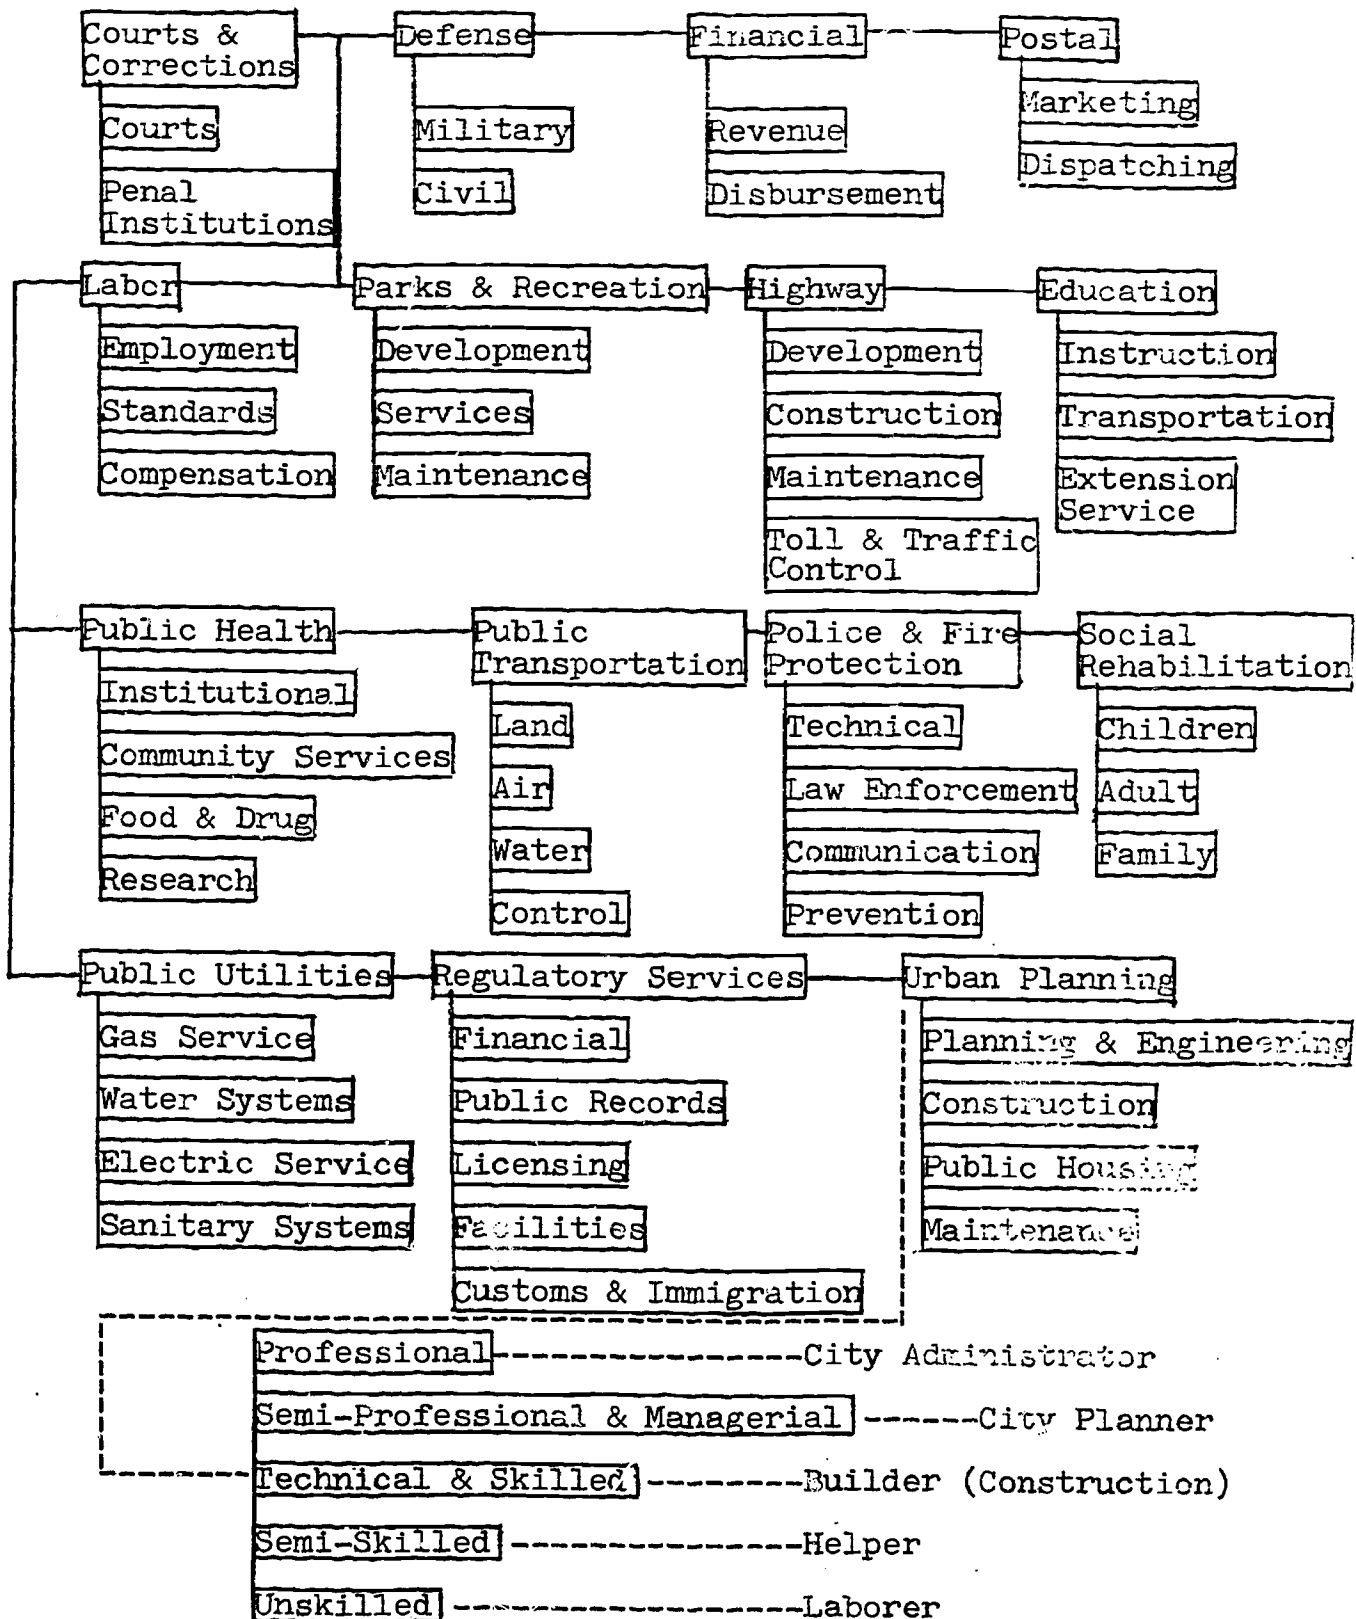 Courts &
Corrections
Courts
Penal
Institutions
Defense
Military
Civil
Financial
Revenue
Disbursement
Postal
Marketing
Dispatching
Labor
Employment
Standards
Compensation
Parks & Recreation
Development
Services
Maintenance
Highway
Development
Construction
Maintenance
Toll & Traffic
Control
Education
Instruction
Transportation
Extension
Service
Public Health
Institutional
Community Services
Food & Drug
Research
Public
Transportation
Land
Air
Water
Control
Police & Fire
Protection
Technical
Law Enforcement
Communication
Prevention
Social
Rehabilitation
Children
Adult
Family
Public Utilities
Gas Service
Water Systems
Electric Service
Sanitary Systems
Regulatory Services
Financial
Public Records
Licensing
Facilities
Customs & Immigration
Urban Planning
Planning & Engineering
Construction
Public Housing
Maintenance
Professional City Administrator
Semi-Professional & Managerial City Planner
Technical & Skilled Builder (Construction)
Semi-Skilled Helper
Unskilled Laborer